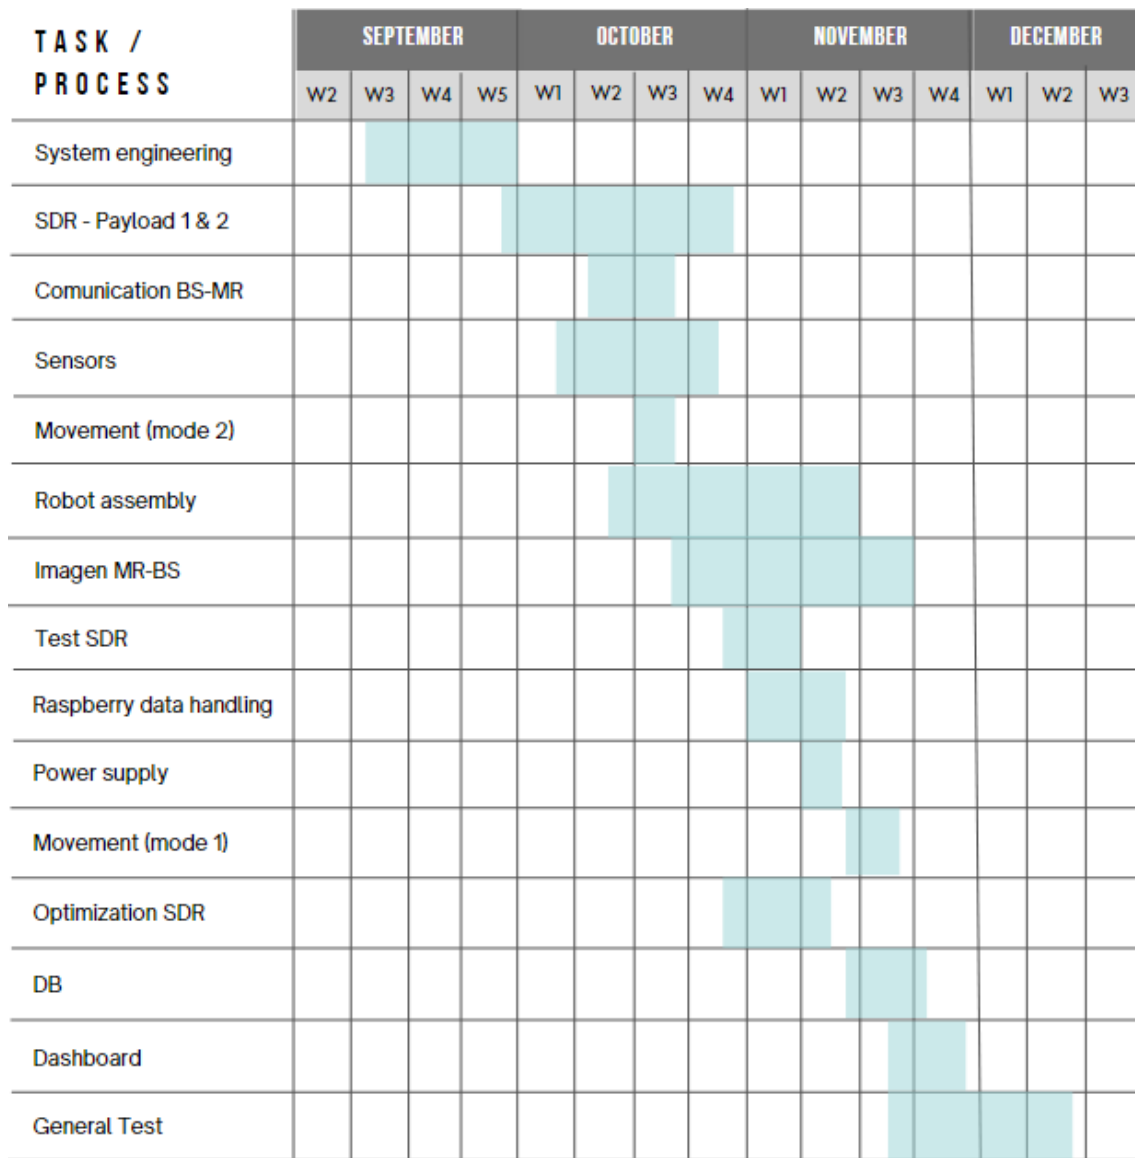 TASK /
PROCESS
SEPTEMBER OCTOBER NOVEMBER DECEMBER
W2 W3 W4 W5 W1 W2 W3 W4 W1 W2 W3 W4 W1 W2 W3
System engineering
SDR - Payload 1 & 2
Comunication BS-MR
Sensors
Movement (mode 2)
Robot assembly
Imagen MR-BS
Test SDR
Raspberry data handling
Power supply
Movement (mode 1)
Optimization SDR
DB
Dashboard
General Test